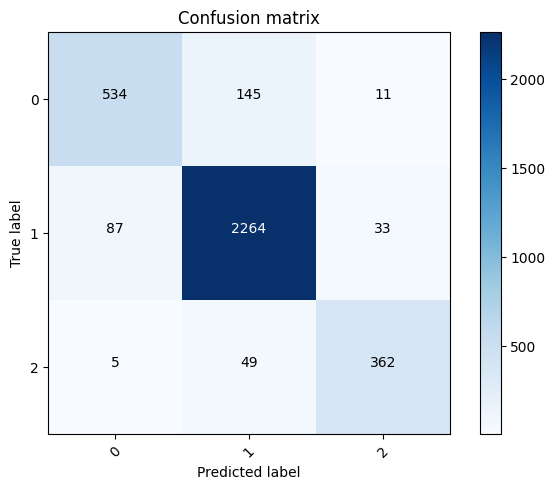 Confusion matrix
0 534 145 11
1 87 2264 33
2 5 49 362
0 1 2
True label
Predicted label
2000
1500
1000
500